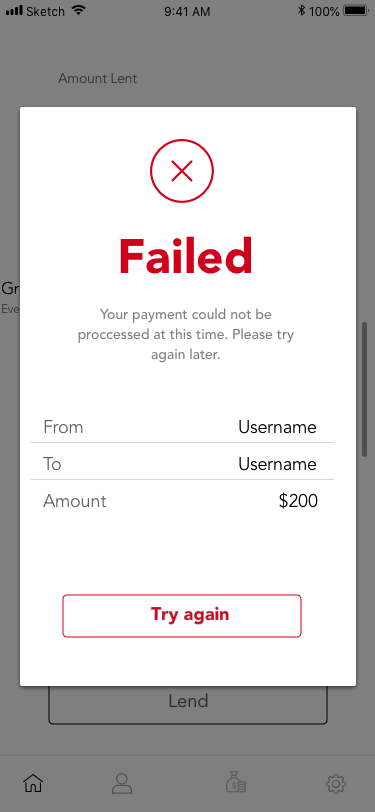 Sketch 9:41 AM 100%
Amount Lent
Failed
Gr
Eve
Your payment could not be
proccessed at this time. Please try
again later.
From Username
To Username
Amount $200
Try again
Lend